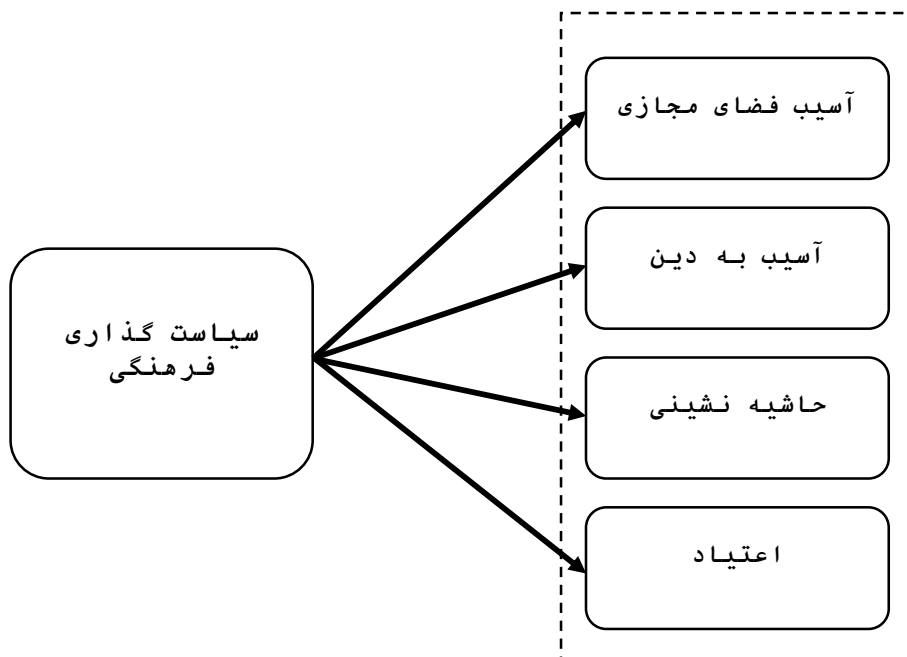 آسیب فضای مجازی
آسیب به دین
سیاست گذاری
فرهنگی
حاشیه نشینی
اعتیاد